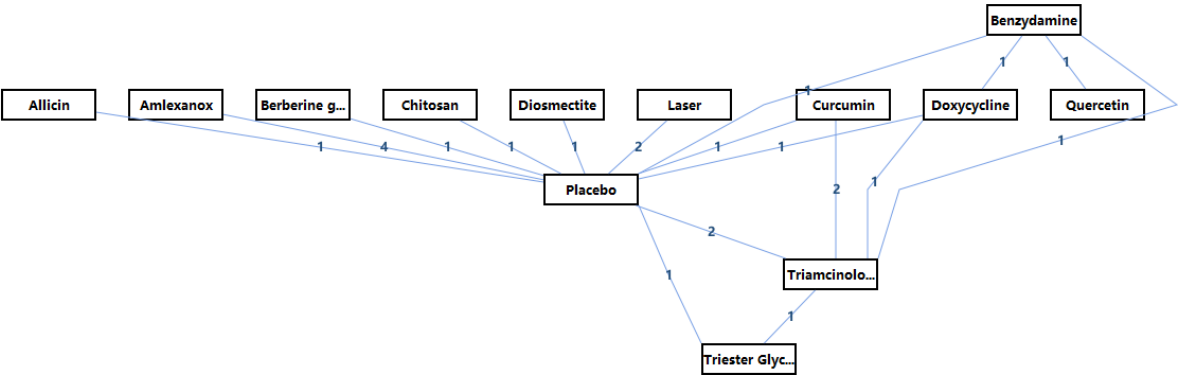 Benzydamine
1
1
1
Allicin
Amlexanox
Berberine g...
Chitosan
Diosmectite
Laser
Curcumin
Doxycycline
Quercetin
1
4
1
1
1
2
1
1
1
Placebo
2
1
2
Triamcinolo...
1
1
Triester Glyc...